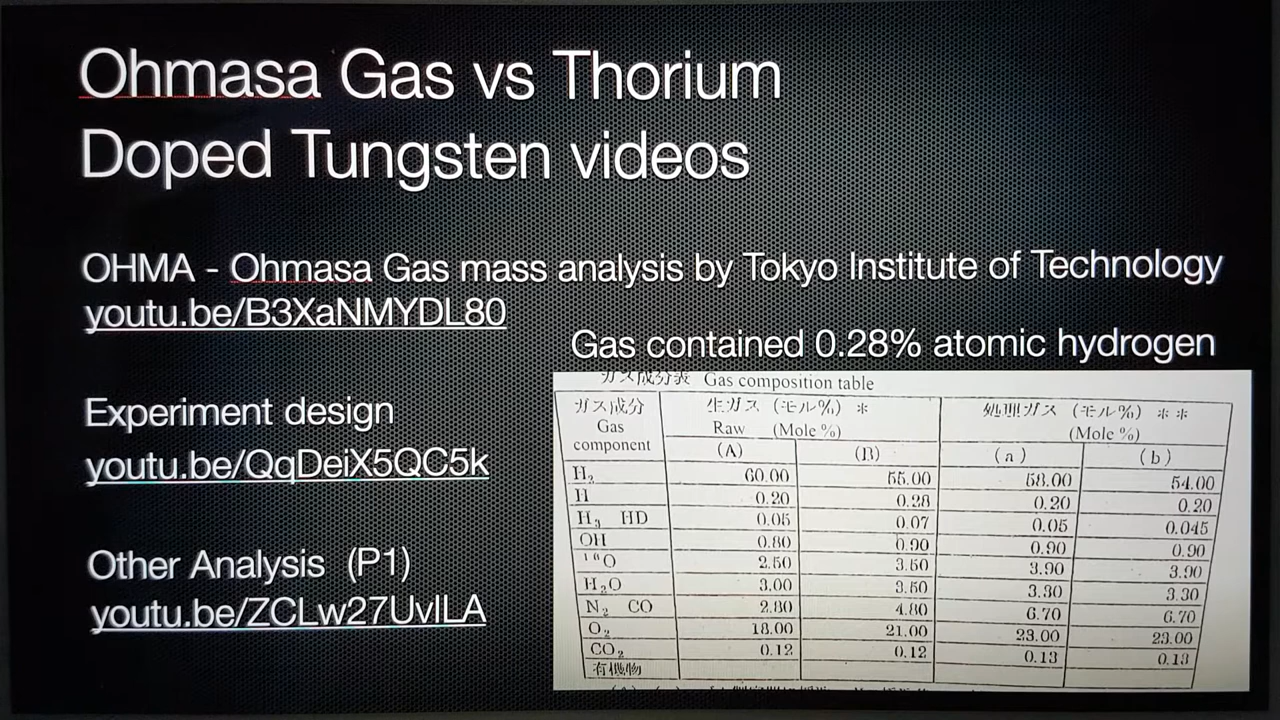 Ohmasa Gas vs Thorium
Doped Tungsten videos
OHMA - Ohmasa Gas mass analysis by Tokyo Institute of Technology
youtu.be/B3XaNMYDL80
Gas contained 0.28% atomic hydrogen
Experiment design
youtu.be/QqDeiX5QC5k
Other Analysis (P1)
youtu.be/ZCLw27UvlLA
ガス成分表 Gas composition table
ガス成分 生ガス (モル%) * 処理ガス (モル%) **
Gas component Raw (Mole %) (Mole %)
(A) (B) (a) (b)
H₂ 60.00 55.00 58.00 54.00
H 0.20 0.28 0.20 0.20
H₃ HD 0.05 0.07 0.05 0.045
OH 0.80 0.90 0.90 0.90
¹⁶O 2.50 3.50 3.90 3.90
H₂O 3.00 3.50 3.30 3.30
N₂ CO 2.80 4.80 6.70 6.70
O₂ 18.00 21.00 23.00 23.00
CO₂ 0.12 0.12 0.13 0.13
有機物